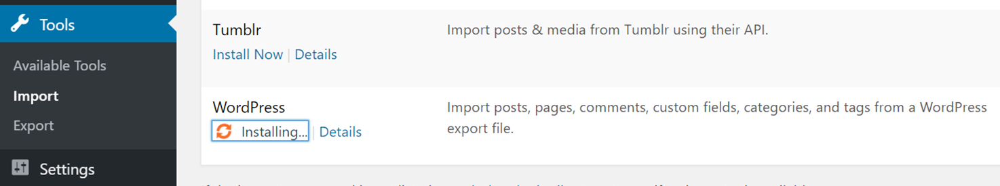 Tools
Available Tools
Import
Export
Settings
Tumblr
Import posts & media from Tumblr using their API.
Install Now | Details
WordPress
Import posts, pages, comments, custom fields, categories, and tags from a WordPress
export file.
Installing... | Details